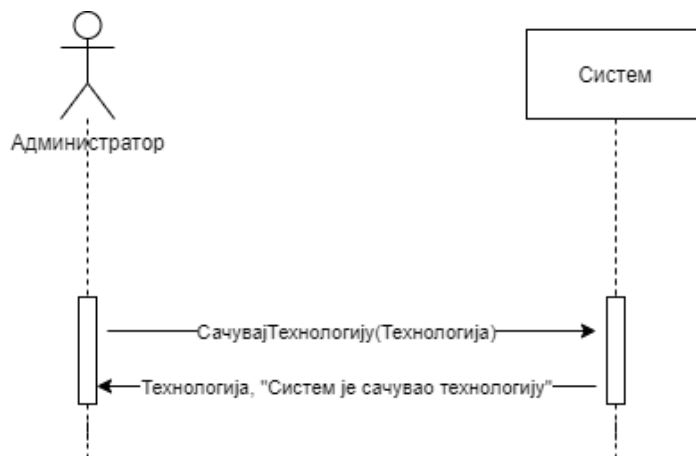 Систем
Администратор
СачувајТехнологију(Технологија)
Технологија, "Систем је сачувао технологију"